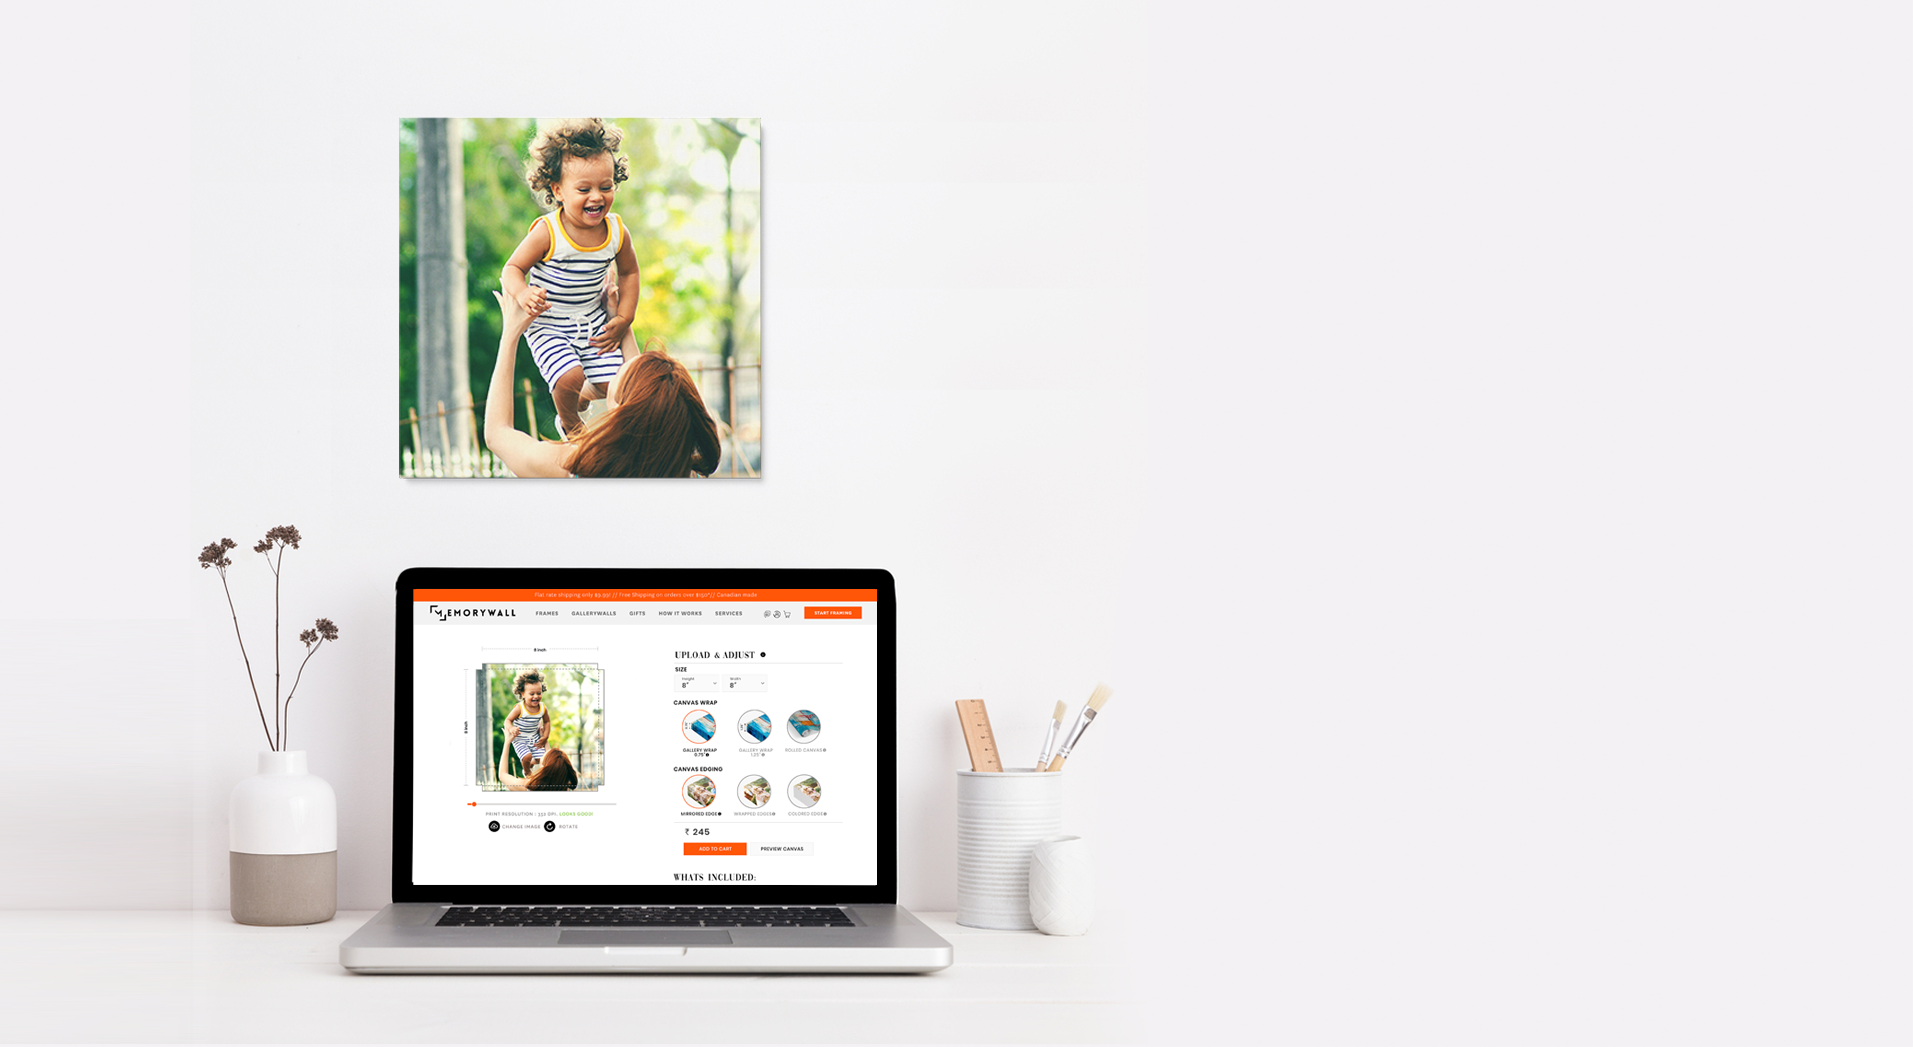 Flat rate shipping only $9.99! // Free Shipping on orders over $150*// Canadian made
MEMORYWALL
FRAMES GALLERYWALLS GIFTS HOW IT WORKS SERVICES
START FRAMING
8 inch
8 inch
PRINT RESOLUTION : 332 DPI, LOOKS GOOD!
CHANGE IMAGE ROTATE
UPLOAD & ADJUST
SIZE
Height Width
8" 8"
CANVAS WRAP
GALLERY WRAP GALLERY WRAP ROLLED CANVAS
0.75" 1.25"
CANVAS EDGING
MIRRORED EDGE WRAPPED EDGES COLORED EDGE
₹ 245
ADD TO CART PREVIEW CANVAS
WHATS INCLUDED: